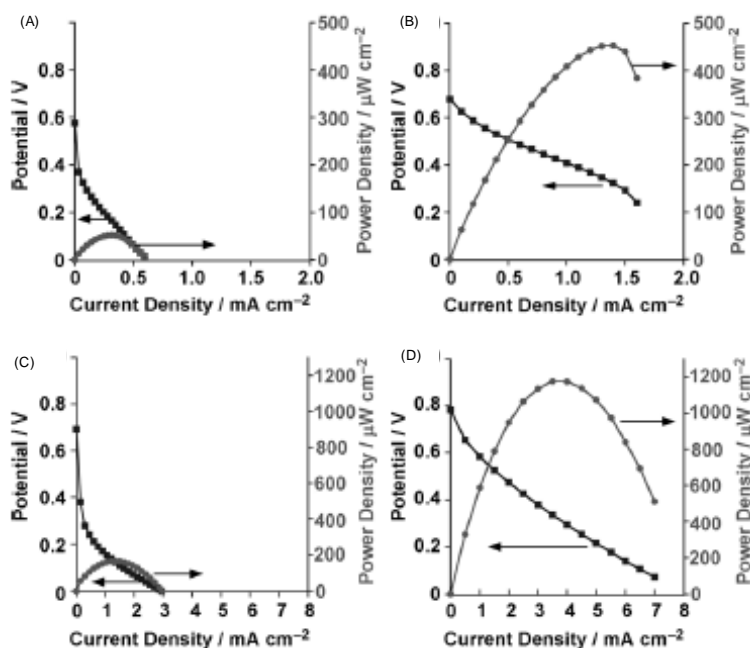 (A)
Potential / V
0.8
0.6
0.4
0.2
0
0 0.5 1.0 1.5 2.0
Current Density / mA cm–2
500
400
300
200
100
0
Power Density / µW cm–2
(B)
Potential / V
0.8
0.6
0.4
0.2
0
0 0.5 1.0 1.5 2.0
Current Density / mA cm–2
500
400
300
200
100
0
Power Density / µW cm–2
(C)
Potential / V
0.8
0.6
0.4
0.2
0
0 1 2 3 4 5 6 7 8
Current Density / mA cm–2
1200
1000
800
600
400
200
0
Power Density / µW cm–2
(D)
Potential / V
0.8
0.6
0.4
0.2
0
0 1 2 3 4 5 6 7 8
Current Density / mA cm–2
1200
1000
800
600
400
200
0
Power Density / µW cm–2